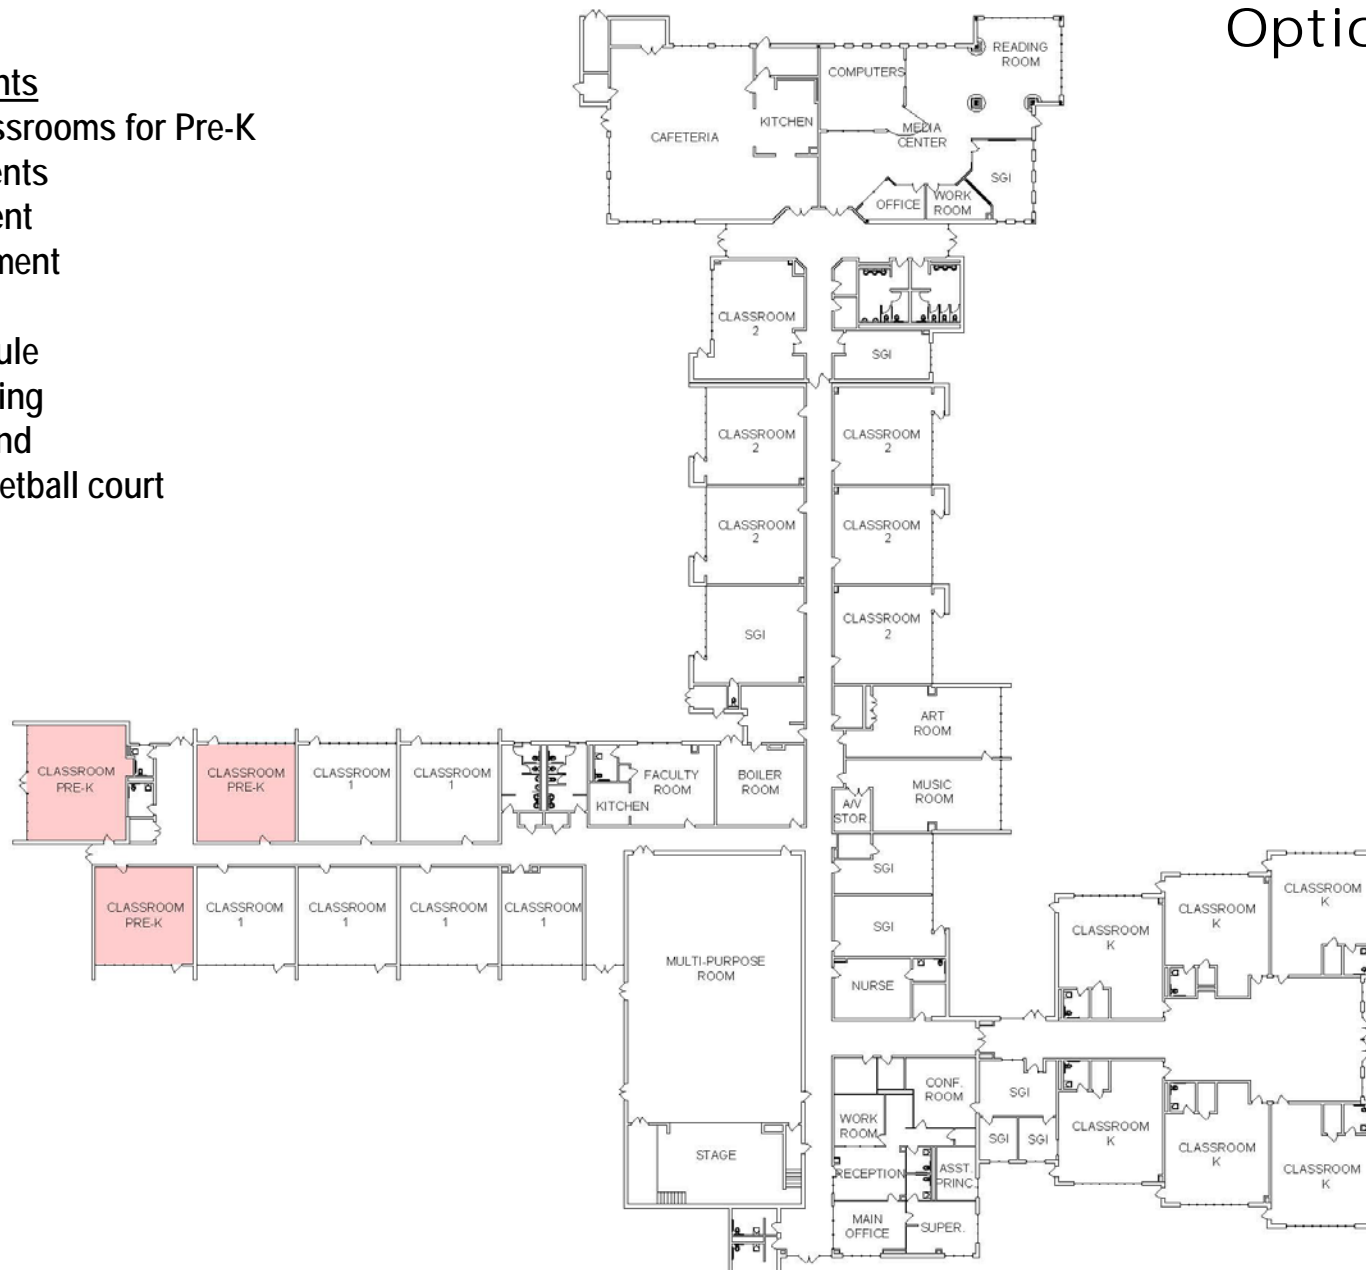 Optio
nts
ssrooms for Pre-K
ents
ent
ment
ule
ing
nd
etball court
READING
ROOM
COMPUTERS
KITCHEN
CAFETERIA
MEDIA
CENTER
SGI
OFFICE
WORK
ROOM
CLASSROOM
2
SGI
CLASSROOM
2
CLASSROOM
2
CLASSROOM
2
CLASSROOM
2
SGI
CLASSROOM
2
ART
ROOM
CLASSROOM
PRE-K
CLASSROOM
PRE-K
CLASSROOM
1
CLASSROOM
1
FACULTY
ROOM
KITCHEN
BOILER
ROOM
MUSIC
ROOM
A/V
STOR.
SGI
CLASSROOM
PRE-K
CLASSROOM
1
CLASSROOM
1
CLASSROOM
1
CLASSROOM
1
SGI
MULTI-PURPOSE
ROOM
NURSE
CLASSROOM
K
CLASSROOM
K
CLASSROOM
K
CONF.
ROOM
SGI
WORK
ROOM
SGI
SGI
CLASSROOM
K
CLASSROOM
K
CLASSROOM
K
STAGE
RECEPTION
ASST.
PRINC.
MAIN
OFFICE
SUPER.